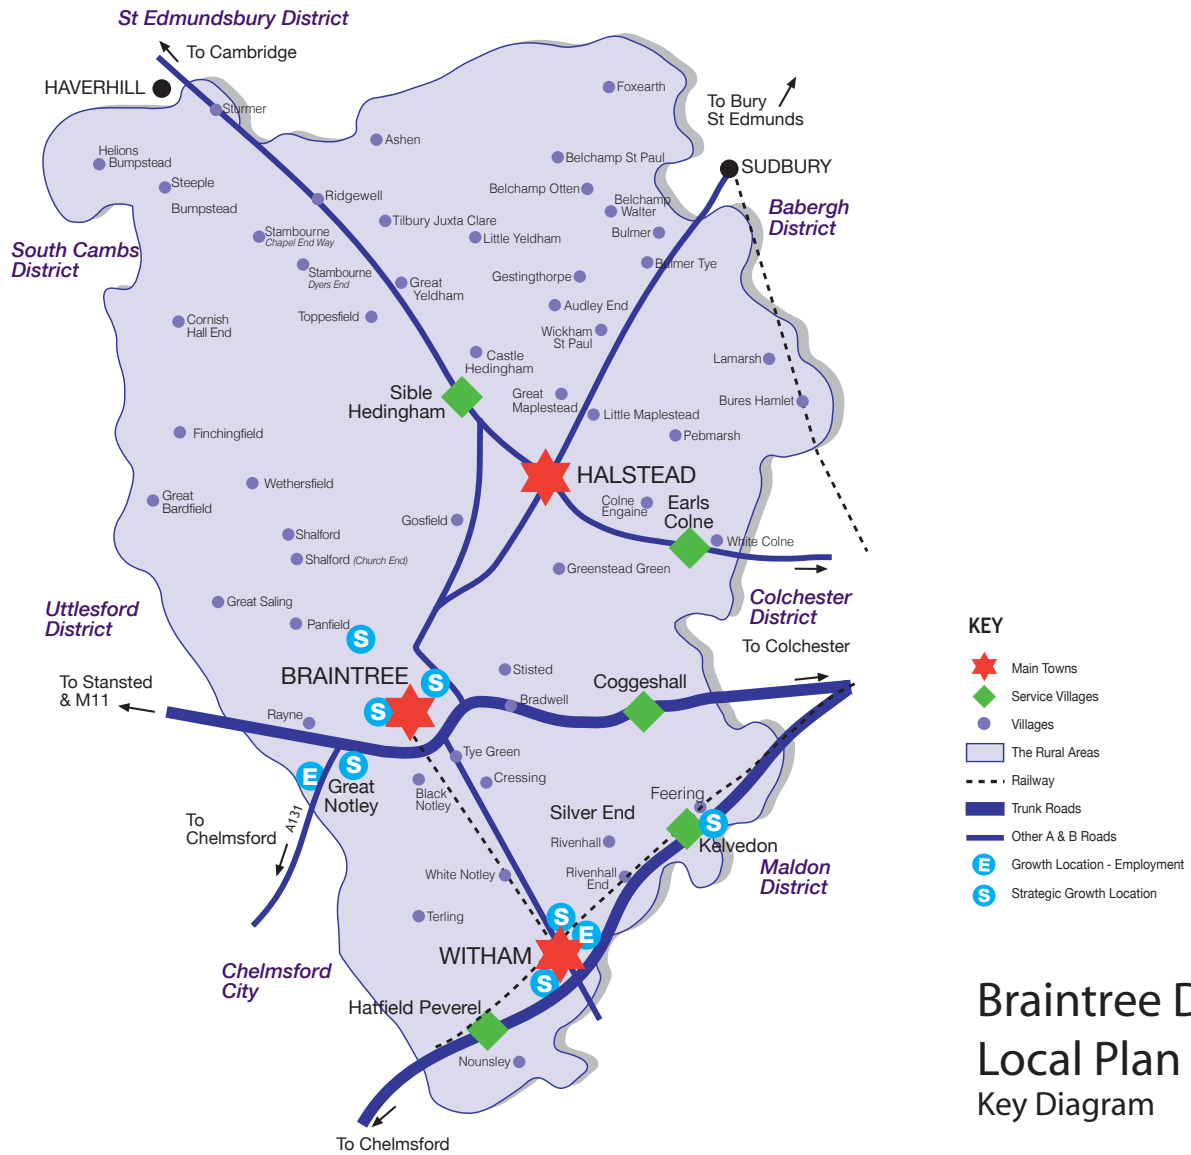 St Edmundsbury District
To Cambridge
HAVERHILL
Sturmer
Foxearth
To Bury
St Edmunds
Ashen
Helions
Bumpstead
Steeple
Bumpstead
Belchamp St Paul
SUDBURY
Belchamp Otten
Ridgewell
Belchamp
Walter
Babergh
District
Tilbury Juxta Clare
Stambourne
Chapel End Way
Little Yeldham
Bulmer
South Cambs
District
Stambourne
Dyers End
Bulmer Tye
Great
Yeldham
Gestingthorpe
Audley End
Toppesfield
Cornish
Hall End
Wickham
St Paul
Castle
Hedingham
Lamarsh
Sible
Hedingham
Great
Maplestead
Bures Hamlet
Little Maplestead
Finchingfield
Pebmarsh
HALSTEAD
Wethersfield
Great
Bardfield
Colne
Engaine
Earls
Colne
Gosfield
Shalford
White Colne
Shalford (Church End)
Greenstead Green
Great Saling
Uttlesford
District
Colchester
District
Panfield
S
To Colchester
BRAINTREE
Stisted
S
Coggeshall
To Stansted
& M11
Bradwell
S
Rayne
Tye Green
S
E
Great
Notley
Cressing
Black
Notley
Feering
Silver End
A131
To
Chelmsford
S
Rivenhall
Kelvedon
Maldon
District
White Notley
Rivenhall
End
Terling
S
E
WITHAM
Chelmsford
City
S
Hatfield Peverel
Nounsley
To Chelmsford
KEY
Main Towns
Service Villages
Villages
The Rural Areas
Railway
Trunk Roads
Other A & B Roads
E Growth Location - Employment
S Strategic Growth Location
Braintree D
Local Plan
Key Diagram